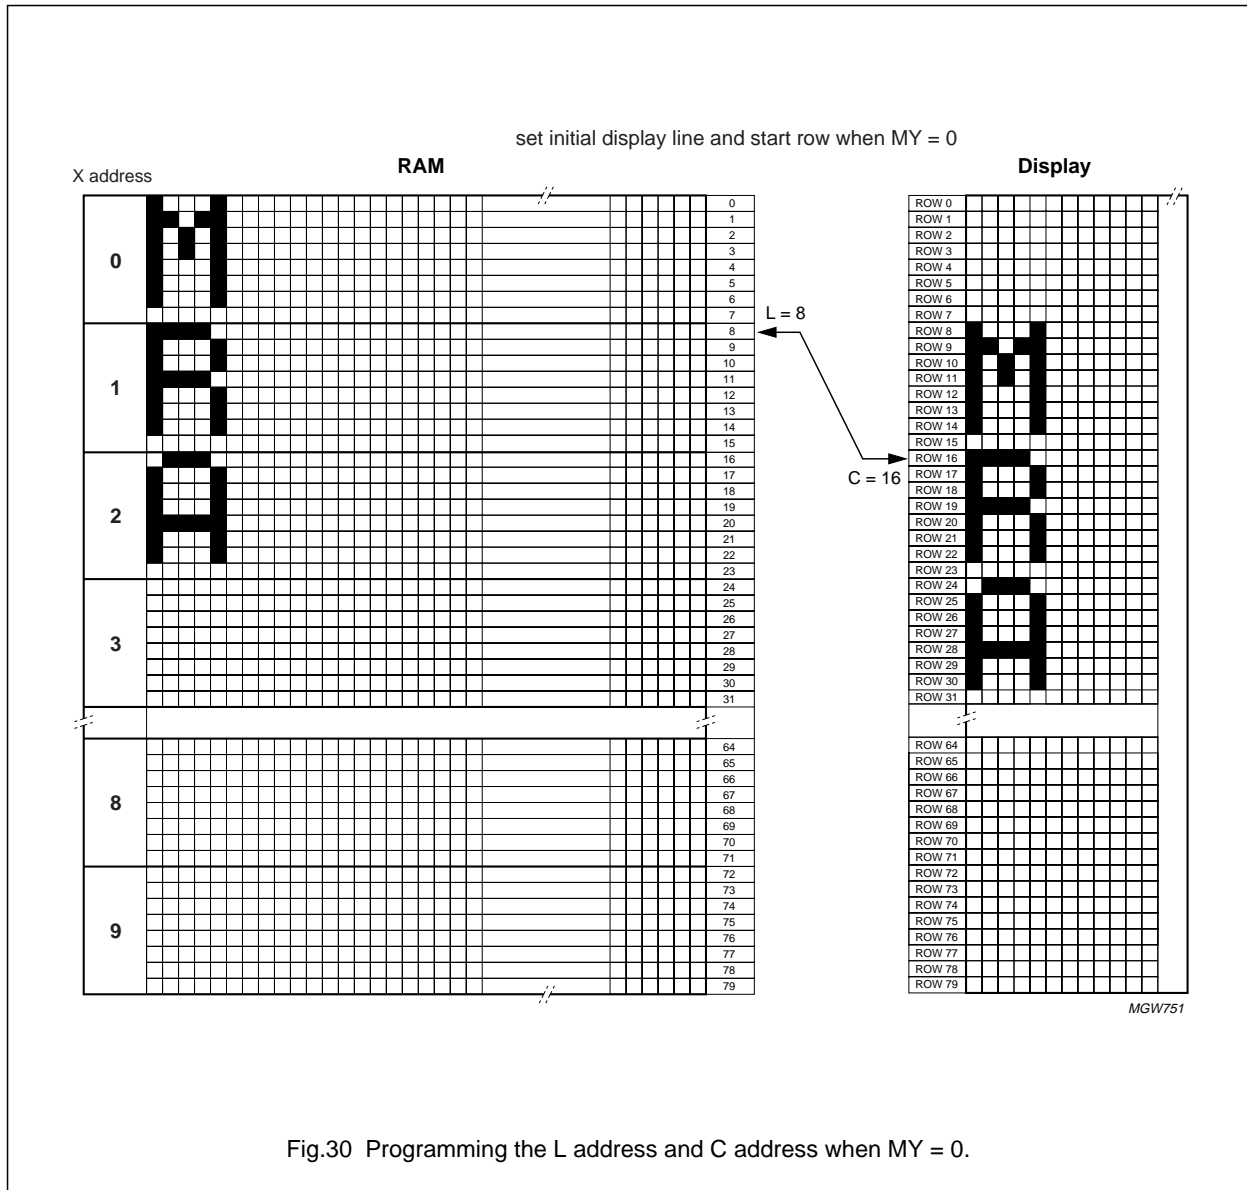 set initial display line and start row when MY = 0
RAM
Display
X address
0
1
2
3
8
9
0
1
2
3
4
5
6
7
8
9
10
11
12
13
14
15
16
17
18
19
20
21
22
23
24
25
26
27
28
29
30
31
64
65
66
67
68
69
70
71
72
73
74
75
76
77
78
79
L = 8
C = 16
ROW 0
ROW 1
ROW 2
ROW 3
ROW 4
ROW 5
ROW 6
ROW 7
ROW 8
ROW 9
ROW 10
ROW 11
ROW 12
ROW 13
ROW 14
ROW 15
ROW 16
ROW 17
ROW 18
ROW 19
ROW 20
ROW 21
ROW 22
ROW 23
ROW 24
ROW 25
ROW 26
ROW 27
ROW 28
ROW 29
ROW 30
ROW 31
ROW 64
ROW 65
ROW 66
ROW 67
ROW 68
ROW 69
ROW 70
ROW 71
ROW 72
ROW 73
ROW 74
ROW 75
ROW 76
ROW 77
ROW 78
ROW 79
M
R
A
M
R
A
MGW751
Fig.30 Programming the L address and C address when MY = 0.